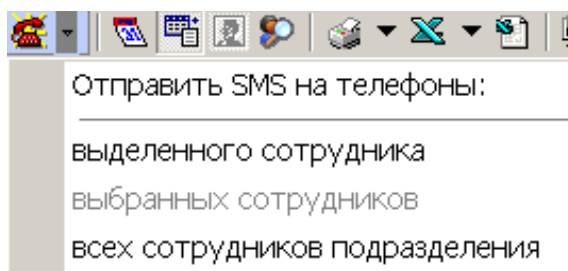 Отправить SMS на телефоны:
выделенного сотрудника
выбранных сотрудников
всех сотрудников подразделения